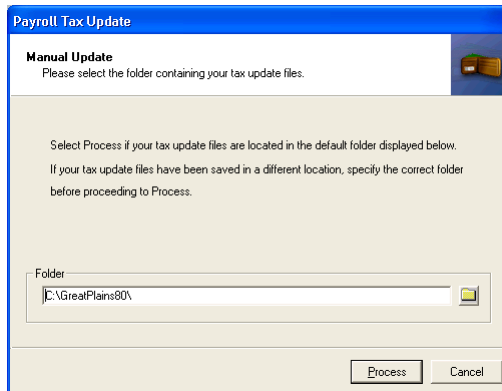 Payroll Tax Update
Manual Update
Please select the folder containing your tax update files.
Select Process if your tax update files are located in the default folder displayed below.
If your tax update files have been saved in a different location, specify the correct folder
before proceeding to Process.
Folder
C:\GreatPlains80\
Process Cancel